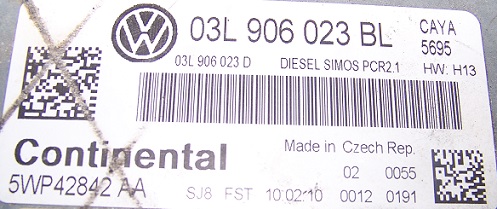 03L 906 023 BL CAYA
5695
03L 906 023 D DIESEL SIMOS PCR2.1 HW: H13
Continental
Made in Czech Rep.
02 0055
5WP42842 AA SJ8 FST 10 02 10 0012 0191